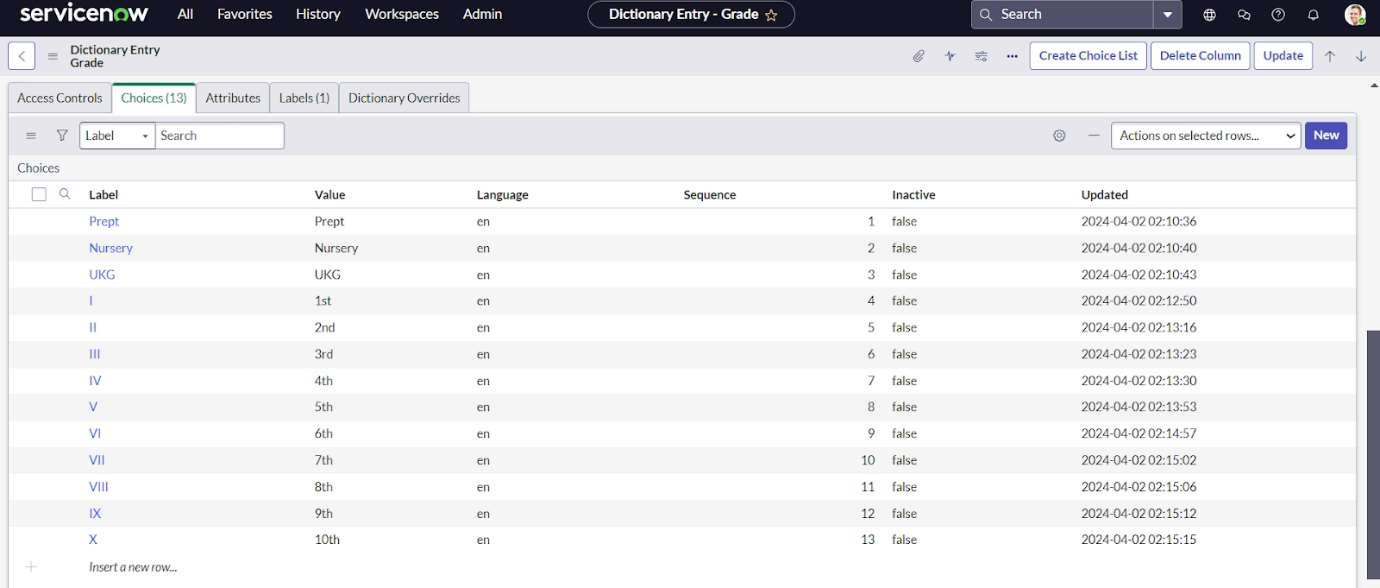 servicenow All Favorites History Workspaces Admin Dictionary Entry - Grade Search
Dictionary Entry
Grade
Create Choice List Delete Column Update
Access Controls Choices (13) Attributes Labels (1) Dictionary Overrides
Label Search Actions on selected rows... New
Choices
Label Value Language Sequence Inactive Updated
Prept Prept en 1 false 2024-04-02 02:10:36
Nursery Nursery en 2 false 2024-04-02 02:10:40
UKG UKG en 3 false 2024-04-02 02:10:43
I 1st en 4 false 2024-04-02 02:12:50
II 2nd en 5 false 2024-04-02 02:13:16
III 3rd en 6 false 2024-04-02 02:13:23
IV 4th en 7 false 2024-04-02 02:13:30
V 5th en 8 false 2024-04-02 02:13:53
VI 6th en 9 false 2024-04-02 02:14:57
VII 7th en 10 false 2024-04-02 02:15:02
VIII 8th en 11 false 2024-04-02 02:15:06
IX 9th en 12 false 2024-04-02 02:15:12
X 10th en 13 false 2024-04-02 02:15:15
Insert a new row...